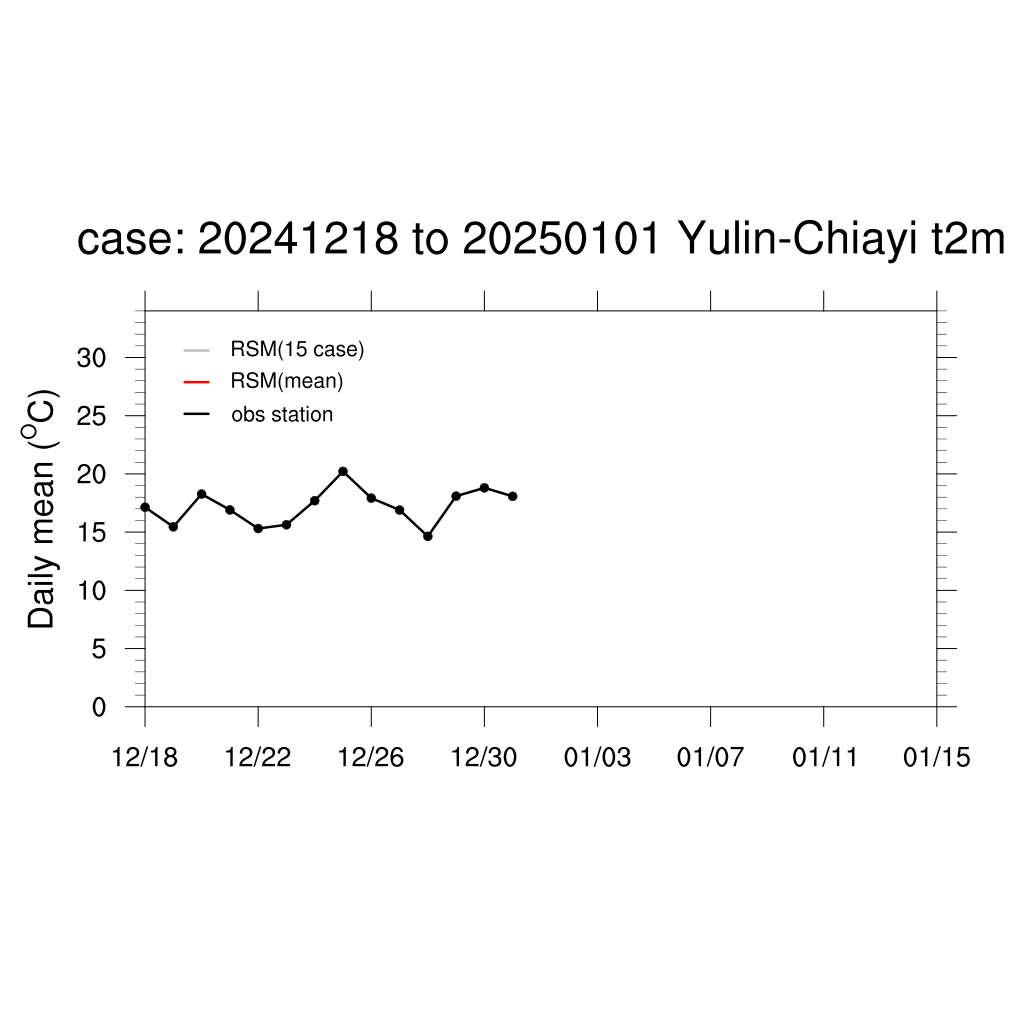 case: 20241218 to 20250101 Yulin-Chiayi t2m
RSM(15 case)
RSM(mean)
obs station
Daily mean (°C)
30
25
20
15
10
5
0
12/18 12/22 12/26 12/30 01/03 01/07 01/11 01/15